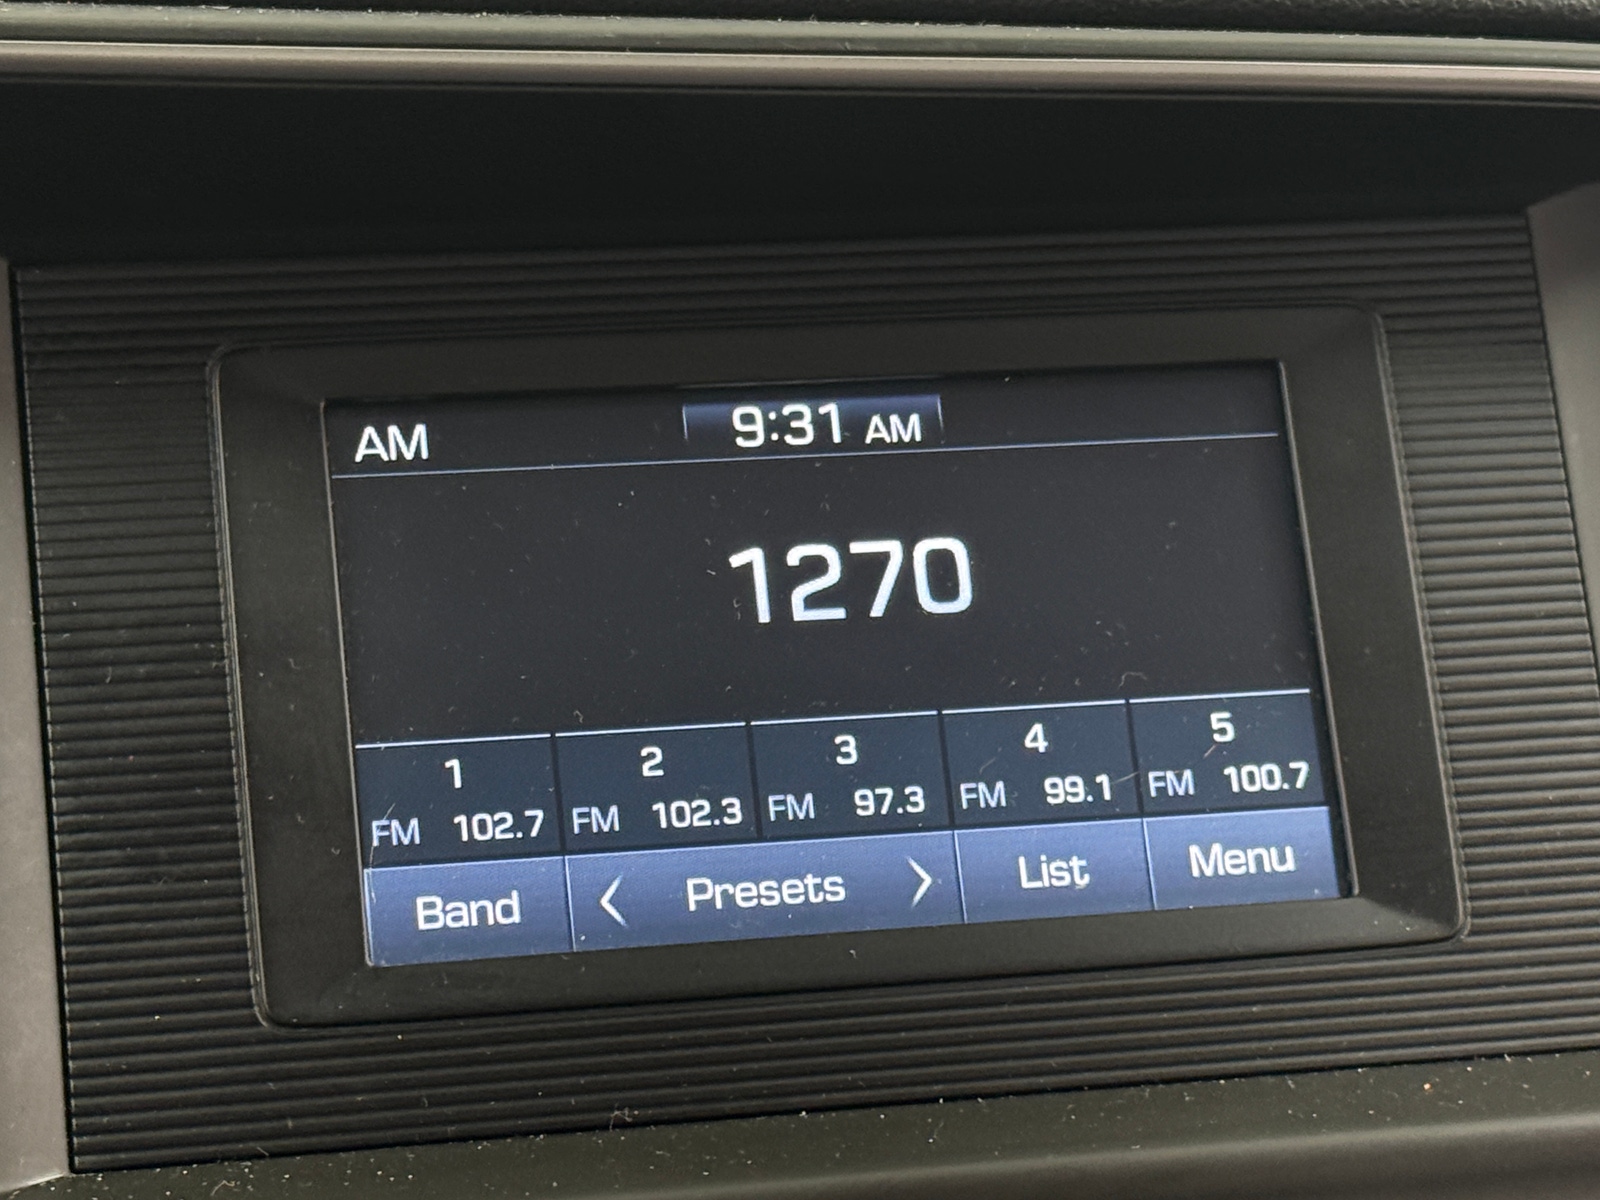 AM 9:31 AM
1270
1 2 3 4 5
FM 102.7 FM 102.3 FM 97.3 FM 99.1 FM 100.7
Band < Presets > List Menu